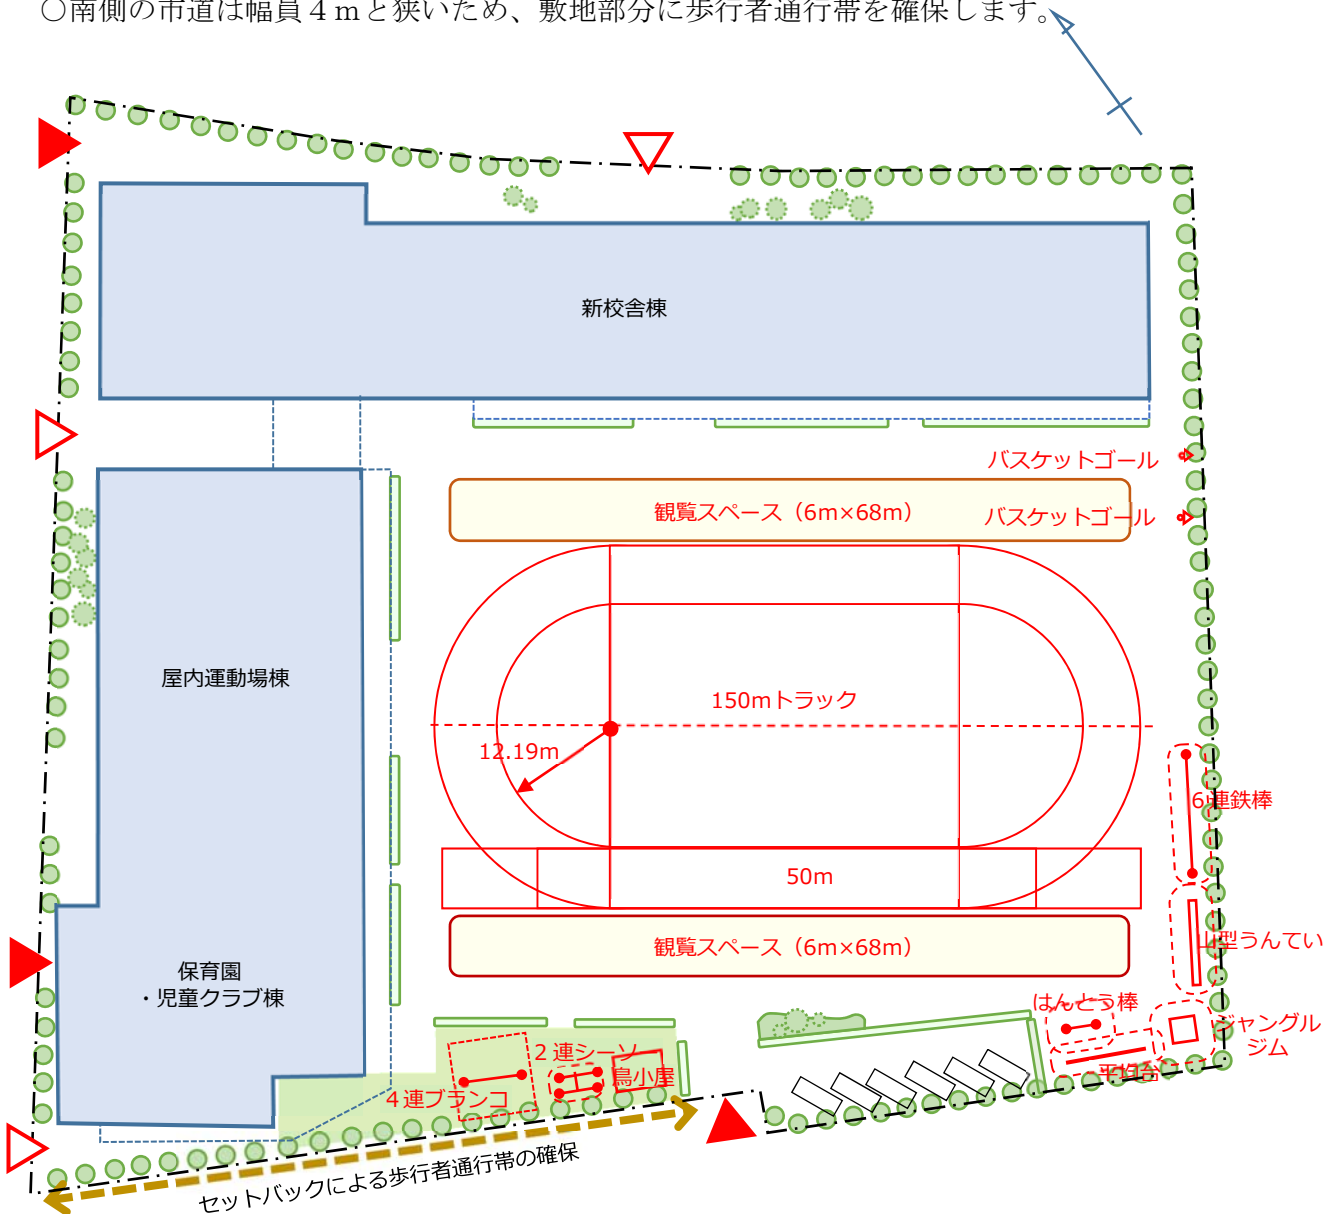 ○南側の市道は幅員４ｍと狭いため、敷地部分に歩行者通行帯を確保します。
新校舎棟
バスケットゴール
観覧スペース（6m×68m）
バスケットゴール
屋内運動場棟
150mトラック
12.19m
6連鉄棒
50m
山型うんてい
観覧スペース（6m×68m）
保育園
・児童クラブ棟
はんとう棒
ジャングル
ジム
２連シーソー
鳥小屋
平均台
４連ブランコ
セットバックによる歩行者通行帯の確保